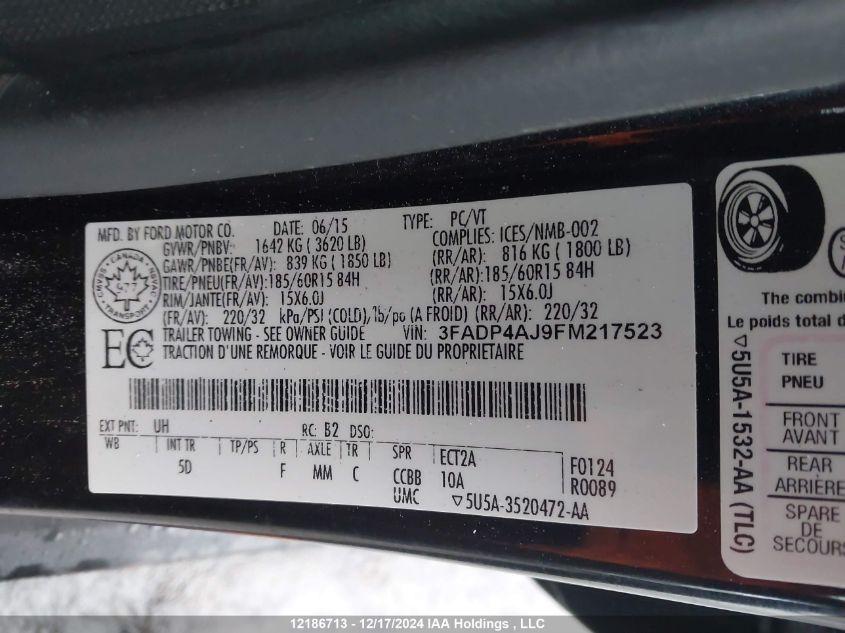 MFD. BY FORD MOTOR CO. DATE: 06/15 TYPE: PC/VT
GVWR/PNBV: 1642 KG ( 3620 LB) COMPLIES: ICES/NMB-002
GAWR/PNBE(FR/AV): 839 KG ( 1850 LB) (RR/AR): 816 KG ( 1800 LB)
TIRE/PNEU(FR/AV): 185/60R15 84H (RR/AR): 185/60R15 84H
RIM/JANTE(FR/AV): 15X6.0J (RR/AR): 15X6.0J
(FR/AV): 220/32 kPa/PSI (COLD), lb/po (A FROID) (RR/AR): 220/32
TRAILER TOWING - SEE OWNER GUIDE VIN: 3FADP4AJ9FM217523
TRACTION D'UNE REMORQUE - VOIR LE GUIDE DU PROPRIETAIRE
CANADA
TRANSPORT
EC
EXT PNT: UH RC: B2 DSO:
WB INT TR TP/PS R AXLE TR SPR ECT2A F0124
5D F MM C CCBB 10A R0089
UMC ▽5U5A-3520472-AA
The combin
Le poids total d
▽5U5A-1532-AA (TLC)
TIRE
PNEU
FRONT
AVANT
REAR
ARRIÈRE
SPARE
DE
SECOURS
12186713 - 12/17/2024 IAA Holdings , LLC